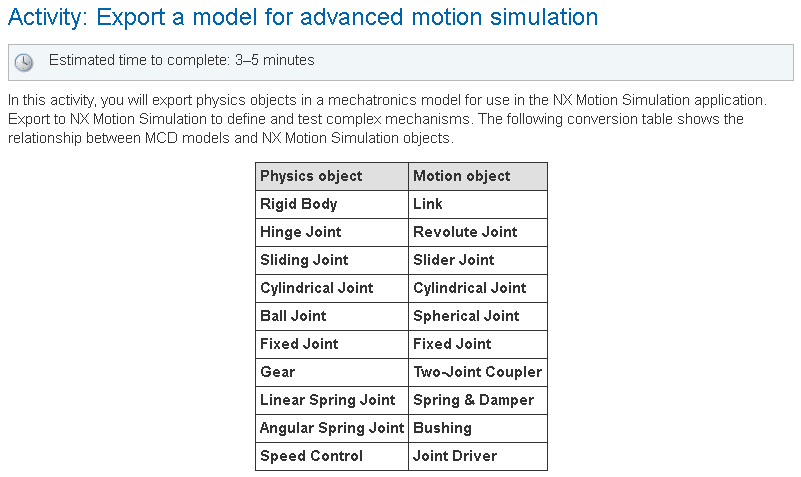 Activity: Export a model for advanced motion simulation
Estimated time to complete: 3–5 minutes
In this activity, you will export physics objects in a mechatronics model for use in the NX Motion Simulation application.
Export to NX Motion Simulation to define and test complex mechanisms. The following conversion table shows the
relationship between MCD models and NX Motion Simulation objects.
Physics object Motion object
Rigid Body Link
Hinge Joint Revolute Joint
Sliding Joint Slider Joint
Cylindrical Joint Cylindrical Joint
Ball Joint Spherical Joint
Fixed Joint Fixed Joint
Gear Two-Joint Coupler
Linear Spring Joint Spring & Damper
Angular Spring Joint Bushing
Speed Control Joint Driver